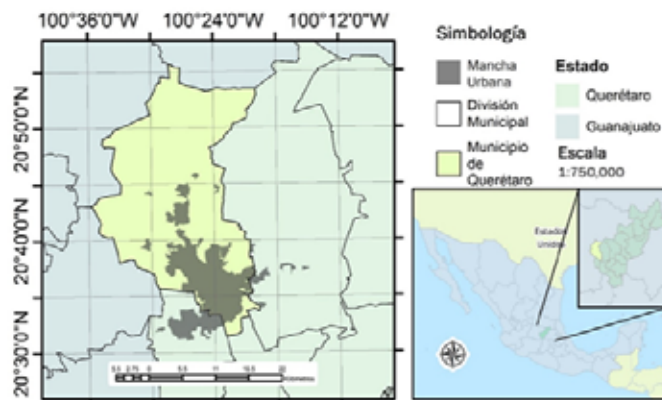 100°36'0"W 100°24'0"W 100°12'0"W
20°50'0"N
20°40'0"N
20°30'0"N
Simbología
Mancha
Urbana
División
Municipal
Municipio
de
Querétaro
Estado
Querétaro
Guanajuato
Escala
1:750,000
Estados
Unidos